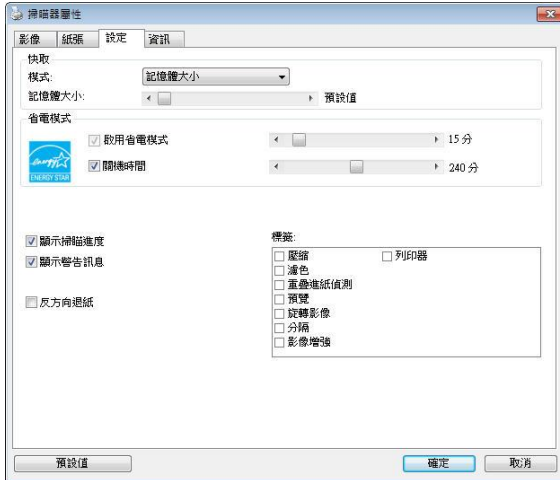 掃瞄器屬性
影像 紙張 設定 資訊
快取
模式: 記憶體大小
記憶體大小: 預設值
省電模式
啟用省電模式 15 分
關機時間 240 分
ENERGY STAR
顯示掃瞄進度
顯示警告訊息
反方向退紙
標籤:
壓縮 列印器
濾色
重疊進紙偵測
預覽
旋轉影像
分隔
影像增強
預設值 確定 取消